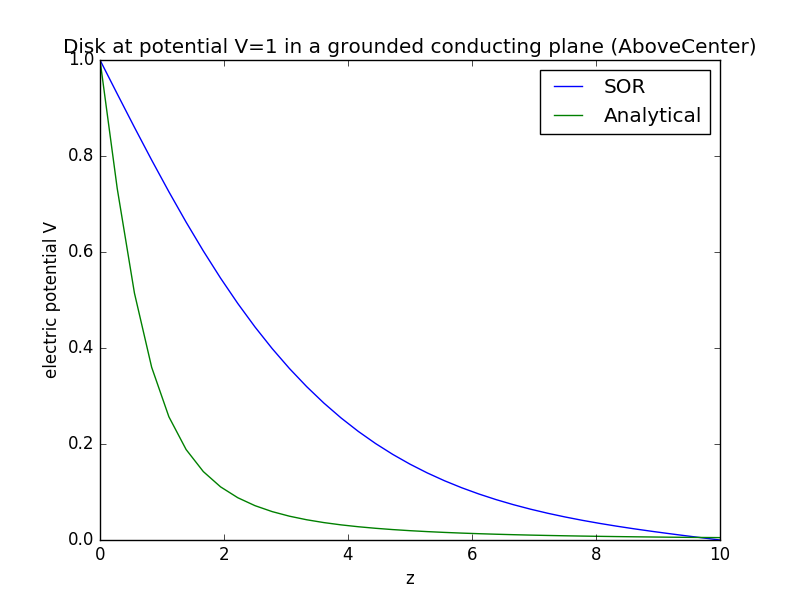 Disk at potential V=1 in a grounded conducting plane (AboveCenter)
1.0
0.8
0.6
0.4
0.2
0.0
electric potential V
SOR
Analytical
0 2 4 6 8 10
z